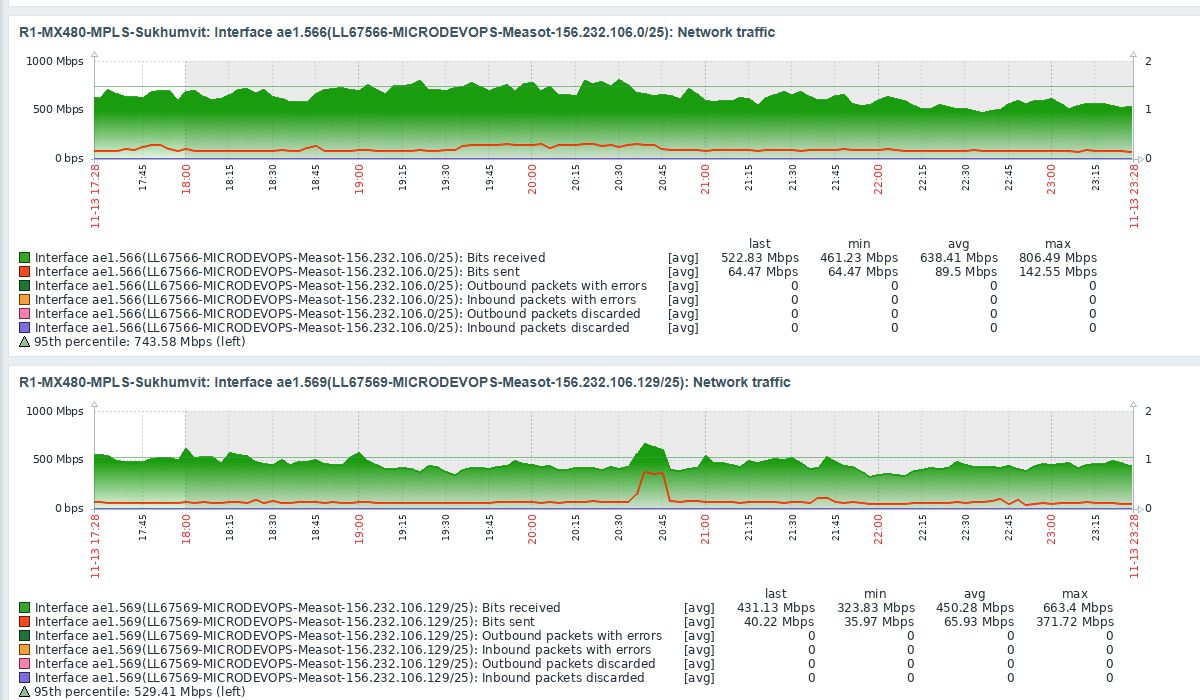 R1-MX480-MPLS-Sukhumvit: Interface ae1.566(LL67566-MICRODEVOPS-Measot-156.232.106.0/25): Network traffic
1000 Mbps
500 Mbps
0 bps
2
1
0
11-13 17:28 17:45 18:00 18:15 18:30 18:45 19:00 19:15 19:30 19:45 20:00 20:15 20:30 20:45 21:00 21:15 21:30 21:45 22:00 22:15 22:30 22:45 23:00 23:15 11-13 23:28
last min avg max
Interface ae1.566(LL67566-MICRODEVOPS-Measot-156.232.106.0/25): Bits received [avg] 522.83 Mbps 461.23 Mbps 638.41 Mbps 806.49 Mbps
Interface ae1.566(LL67566-MICRODEVOPS-Measot-156.232.106.0/25): Bits sent [avg] 64.47 Mbps 64.47 Mbps 89.5 Mbps 142.55 Mbps
Interface ae1.566(LL67566-MICRODEVOPS-Measot-156.232.106.0/25): Outbound packets with errors [avg] 0 0 0 0
Interface ae1.566(LL67566-MICRODEVOPS-Measot-156.232.106.0/25): Inbound packets with errors [avg] 0 0 0 0
Interface ae1.566(LL67566-MICRODEVOPS-Measot-156.232.106.0/25): Outbound packets discarded [avg] 0 0 0 0
Interface ae1.566(LL67566-MICRODEVOPS-Measot-156.232.106.0/25): Inbound packets discarded [avg] 0 0 0 0
95th percentile: 743.58 Mbps (left)
R1-MX480-MPLS-Sukhumvit: Interface ae1.569(LL67569-MICRODEVOPS-Measot-156.232.106.129/25): Network traffic
1000 Mbps
500 Mbps
0 bps
2
1
0
11-13 17:28 17:45 18:00 18:15 18:30 18:45 19:00 19:15 19:30 19:45 20:00 20:15 20:30 20:45 21:00 21:15 21:30 21:45 22:00 22:15 22:30 22:45 23:00 23:15 11-13 23:28
last min avg max
Interface ae1.569(LL67569-MICRODEVOPS-Measot-156.232.106.129/25): Bits received [avg] 431.13 Mbps 323.83 Mbps 450.28 Mbps 663.4 Mbps
Interface ae1.569(LL67569-MICRODEVOPS-Measot-156.232.106.129/25): Bits sent [avg] 40.22 Mbps 35.97 Mbps 65.93 Mbps 371.72 Mbps
Interface ae1.569(LL67569-MICRODEVOPS-Measot-156.232.106.129/25): Outbound packets with errors [avg] 0 0 0 0
Interface ae1.569(LL67569-MICRODEVOPS-Measot-156.232.106.129/25): Inbound packets with errors [avg] 0 0 0 0
Interface ae1.569(LL67569-MICRODEVOPS-Measot-156.232.106.129/25): Outbound packets discarded [avg] 0 0 0 0
Interface ae1.569(LL67569-MICRODEVOPS-Measot-156.232.106.129/25): Inbound packets discarded [avg] 0 0 0 0
95th percentile: 529.41 Mbps (left)